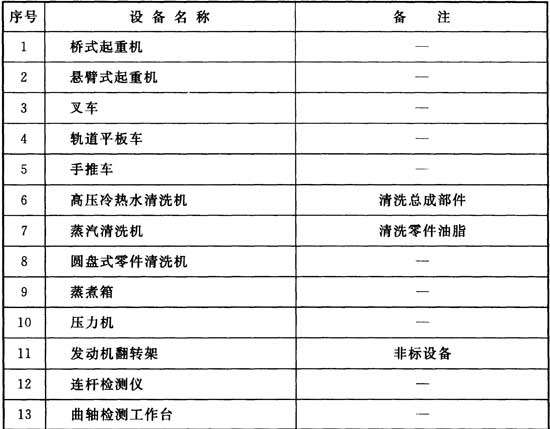 序号 设备名称 备注
1 桥式起重机 —
2 悬臂式起重机 —
3 叉车 —
4 轨道平板车 —
5 手推车 —
6 高压冷热水清洗机 清洗总成部件
7 蒸汽清洗机 清洗零件油脂
8 圆盘式零件清洗机 —
9 蒸煮箱 —
10 压力机 —
11 发动机翻转架 非标设备
12 连杆检测仪 —
13 曲轴检测工作台 —